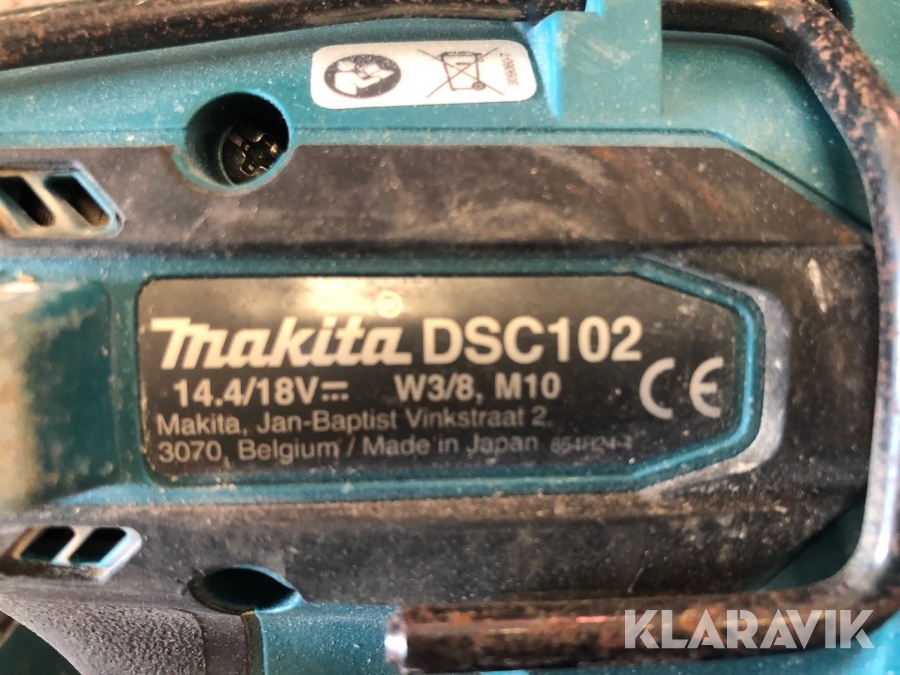 makita DSC102
14.4/18V W3/8, M10
CE
Makita, Jan-Baptist Vinkstraat 2,
3070, Belgium / Made in Japan
KLARAVIK